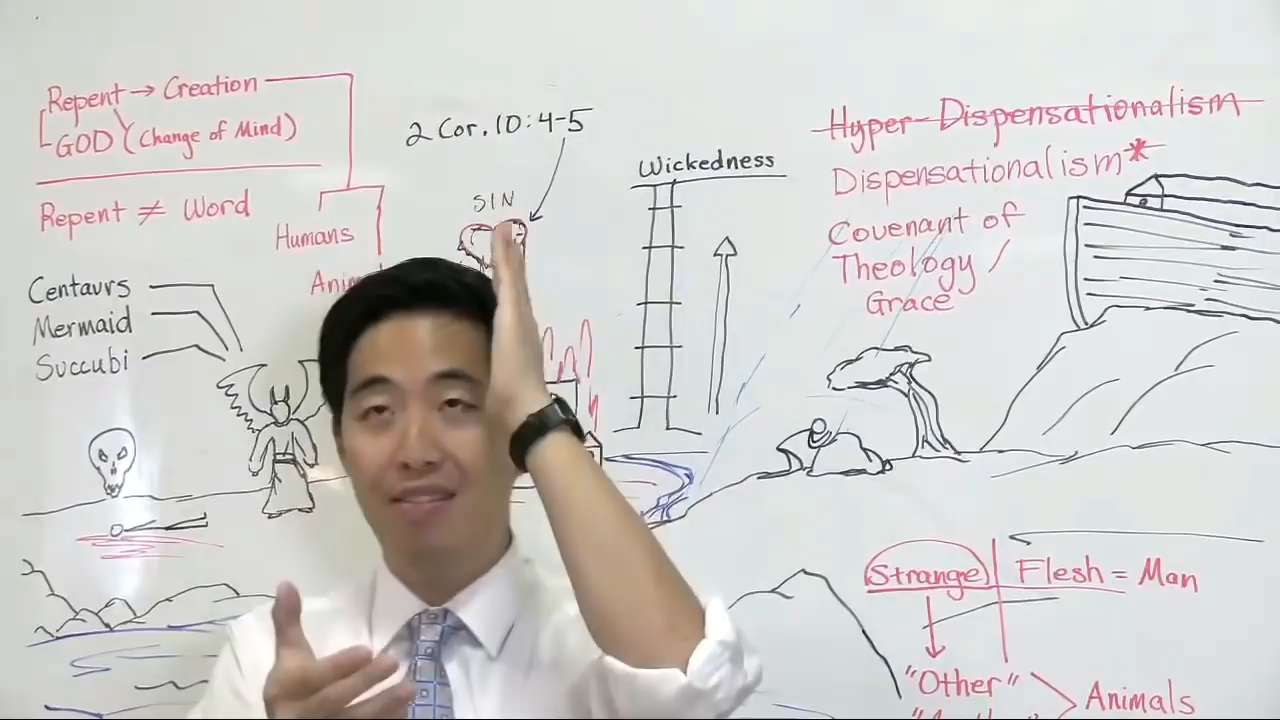 Repent → Creation
GOD (Change of Mind)
Repent ≠ Word
Humans
Centaurs
Mermaid
Succubi
2 Cor. 10:4-5
SIN
Wickedness
Hyper-Dispensationalism
Dispensationalism*
Covenant of
Theology /
Grace
Strange Flesh = Man
"Other"
Animals